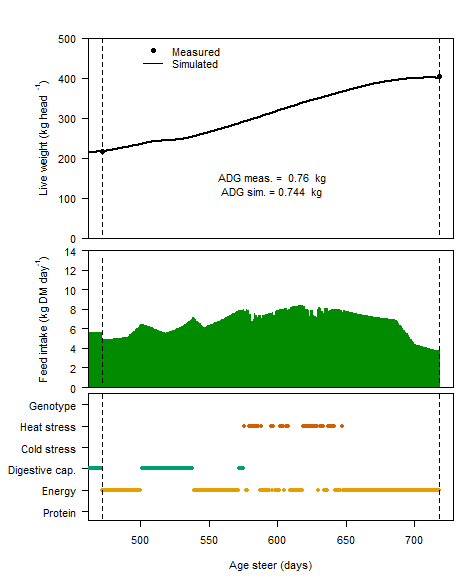 500
400
300
200
100
0
Live weight (kg head ⁻¹)
Measured
Simulated
ADG meas. = 0.76 kg
ADG sim. = 0.744 kg
14
12
10
8
6
4
2
0
Feed intake (kg DM day⁻¹)
Genotype
Heat stress
Cold stress
Digestive cap.
Energy
Protein
500 550 600 650 700
Age steer (days)